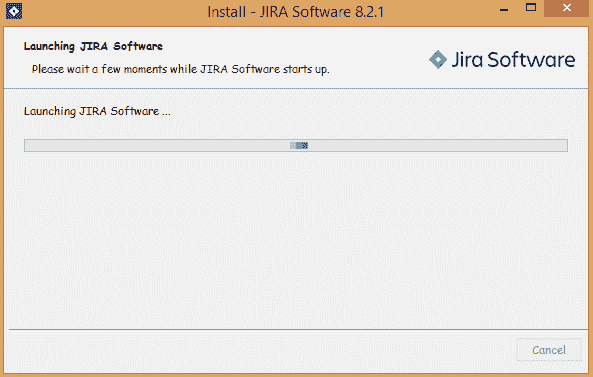 Install - JIRA Software 8.2.1
Launching JIRA Software
Please wait a few moments while JIRA Software starts up.
Jira Software
Launching JIRA Software ...
Cancel